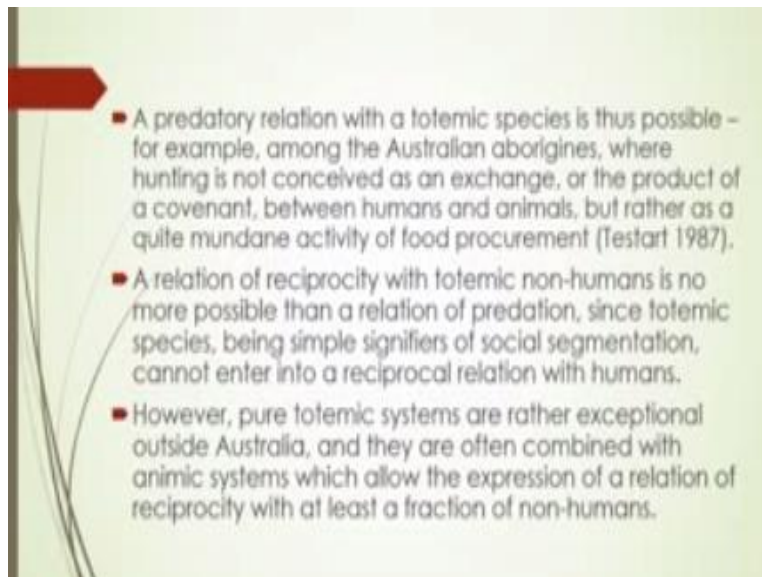 A predatory relation with a totemic species is thus possible –
for example, among the Australian aborigines, where
hunting is not conceived as an exchange, or the product of
a covenant, between humans and animals, but rather as a
quite mundane activity of food procurement (Testart 1987).
A relation of reciprocity with totemic non-humans is no
more possible than a relation of predation, since totemic
species, being simple signifiers of social segmentation,
cannot enter into a reciprocal relation with humans.
However, pure totemic systems are rather exceptional
outside Australia, and they are often combined with
animic systems which allow the expression of a relation of
reciprocity with at least a fraction of non-humans.